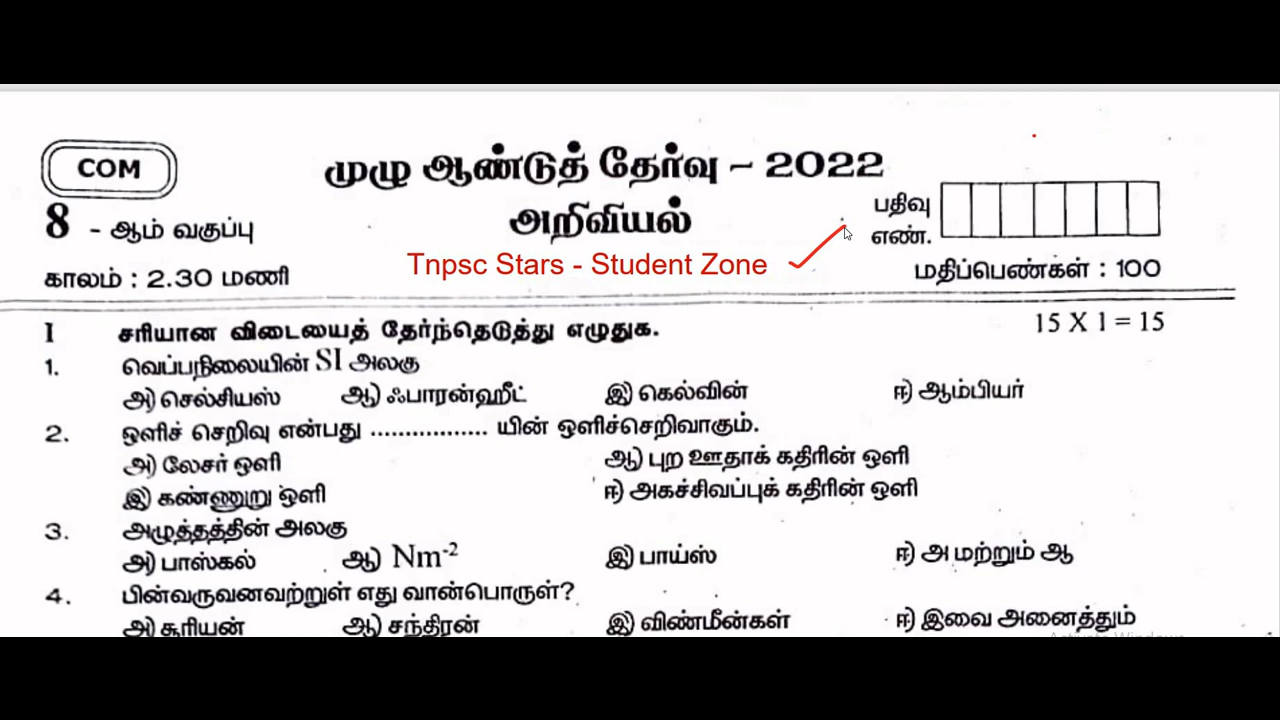 COM
முழு ஆண்டுத் தேர்வு – 2022
8 - ஆம் வகுப்பு
அறிவியல்
பதிவு
எண்.
Tnpsc Stars - Student Zone
காலம் : 2.30 மணி
மதிப்பெண்கள் : 100
I சரியான விடையைத் தேர்ந்தெடுத்து எழுதுக. 15 X 1 = 15
1. வெப்பநிலையின் SI அலகு
அ) செல்சியஸ் ஆ) ஃபாரன்ஹீட் இ) கெல்வின் ஈ) ஆம்பியர்
2. ஒளிச் செறிவு என்பது ................. யின் ஒளிச்செறிவாகும்.
அ) லேசர் ஒளி ஆ) புற ஊதாக் கதிரின் ஒளி
இ) கண்ணுறு ஒளி ஈ) அகச்சிவப்புக் கதிரின் ஒளி
3. அழுத்தத்தின் அலகு
அ) பாஸ்கல் ஆ) Nm⁻² இ) பாய்ஸ் ஈ) அ மற்றும் ஆ
4. பின்வருவனவற்றுள் எது வான்பொருள்?
அ) சூரியன் ஆ) சந்திரன் இ) விண்மீன்கள் ஈ) இவை அனைத்தும்